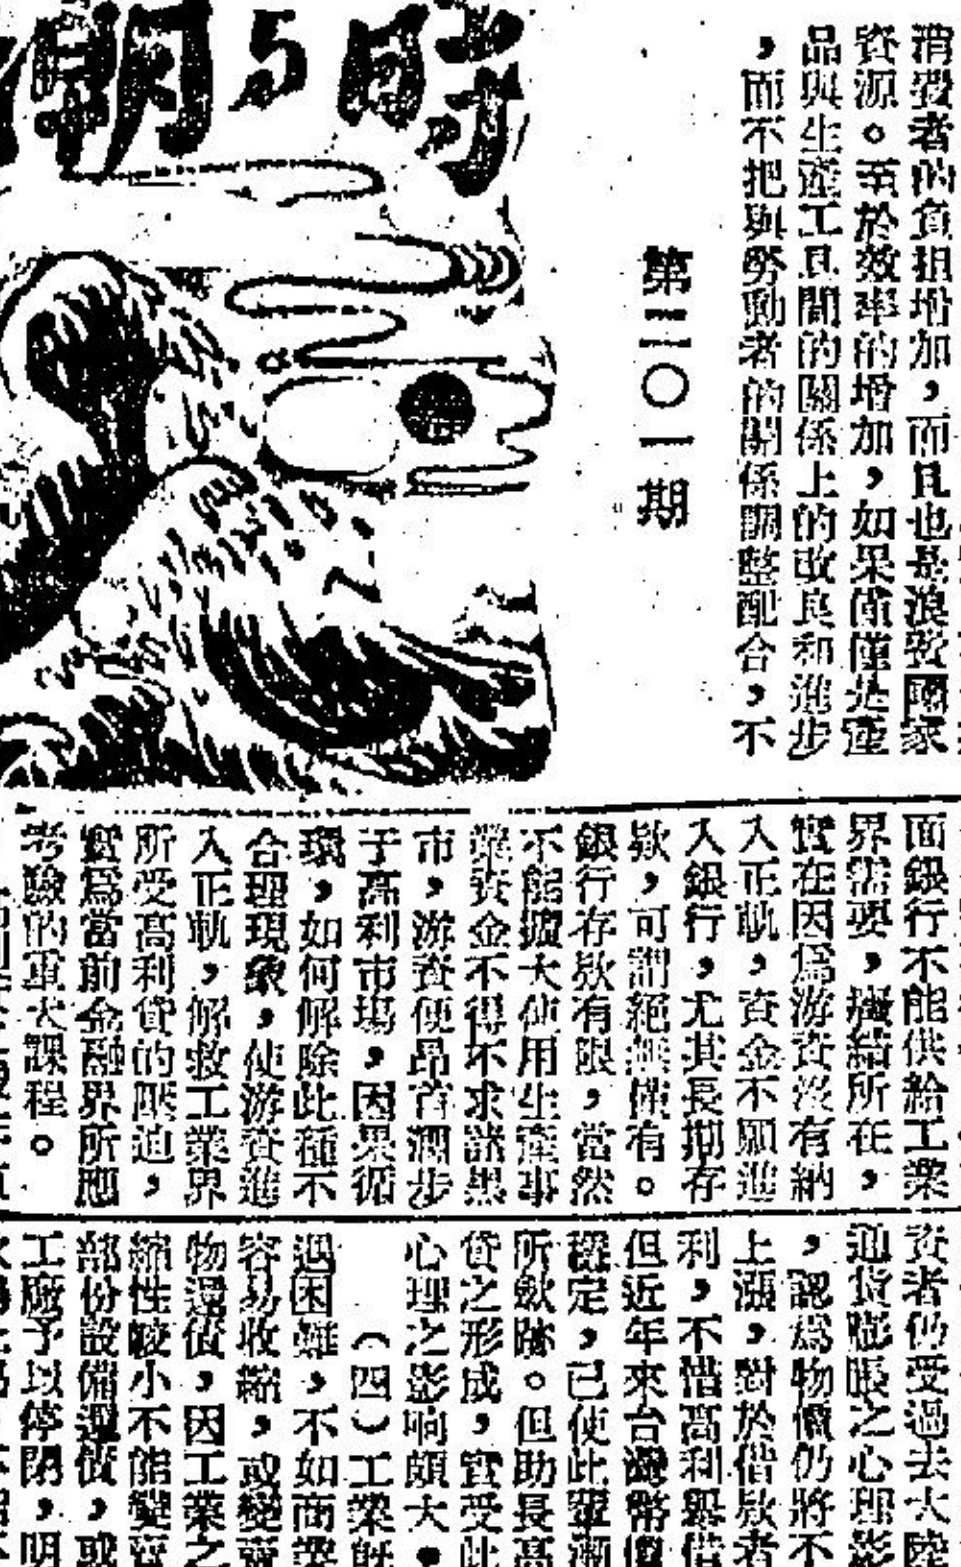 消費者的負担增加，而且也是浪費國家
資源。至於效率的增加，如果僅僅是產
品與生產工具間的關係上的改良和進步
，而不把與勞動者的關係調整配合，不
第二〇一期
面銀行不能供給工業
界需要，癥結所在，
實在因爲游資沒有納
入正軌，資金不願進
入銀行，尤其長期存
欵，可謂絕無僅有。
銀行存欵有限，當然
不能擴大使用生產事
業資金不得不求諸黑
市，游資便昂首濶步
于高利市場，因果循
環，如何解除此種不
合理現象，使游資進
入正軌，解救工業界
所受高利貸的壓迫，
實爲當前金融界所應
考驗的重大課程。
資者仍受過去大陸
通貨膨脹之心理影
，認爲物價仍將不
上漲，對於借欵者
利，不惜高利舉借
但近年來台灣幣值
穩定，已使此輩漸
所歛跡。但助長高
貸之形成，實受此
心理之影响頗大。
（四）工業旣
遇困難，不如商業
容易收縮，或變賣
物還債，因工業之
縮性較小不能變賣
部份設備還債，或
工廠予以停閉，明